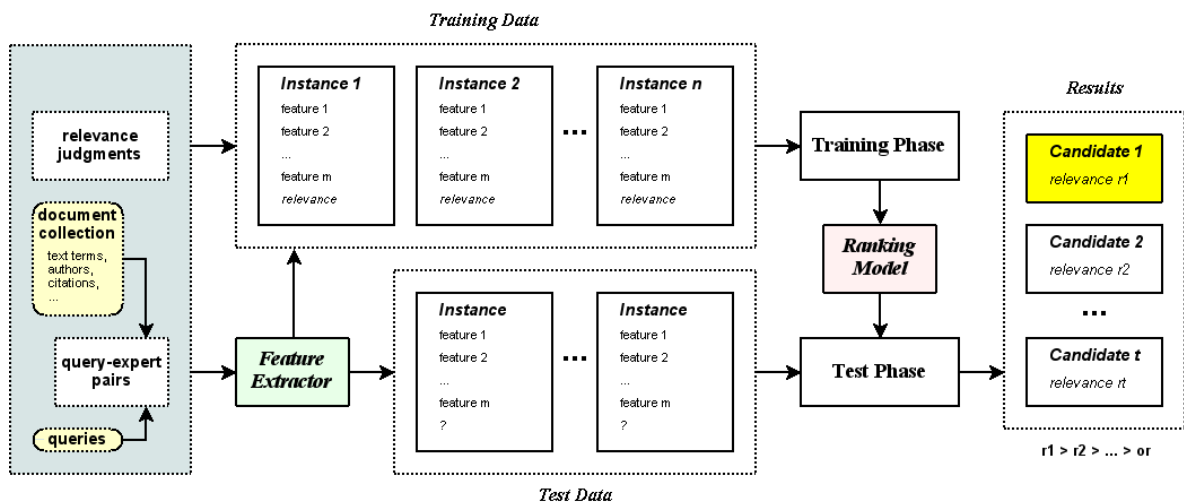 Training Data
relevance
judgments
document
collection
text terms,
authors,
citations,
...
query-expert
pairs
queries
Instance 1
feature 1
feature 2
...
feature m
relevance
Instance 2
feature 1
feature 2
...
feature m
relevance
...
Instance n
feature 1
feature 2
...
feature m
relevance
Feature
Extractor
Instance
feature 1
feature 2
...
feature m
?
...
Instance
feature 1
feature 2
...
feature m
?
Test Data
Training Phase
Ranking
Model
Test Phase
Results
Candidate 1
relevance r1
Candidate 2
relevance r2
...
Candidate t
relevance rt
r1 > r2 > ... > or